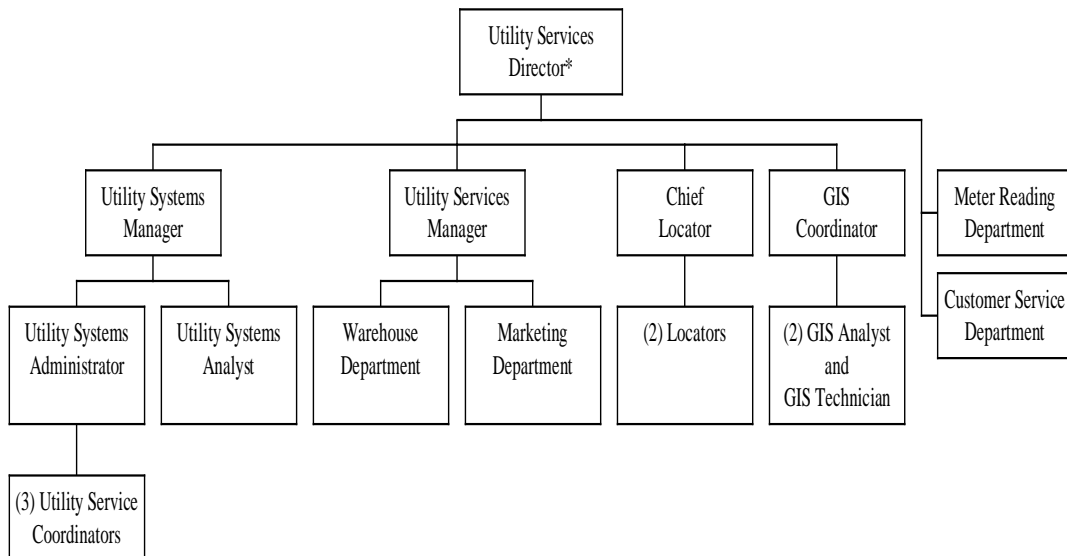 Utility Services
Director*
Utility Systems
Manager
Utility Services
Manager
Chief
Locator
GIS
Coordinator
Meter Reading
Department
Customer Service
Department
Utility Systems
Administrator
Utility Systems
Analyst
Warehouse
Department
Marketing
Department
(2) Locators
(2) GIS Analyst
and
GIS Technician
(3) Utility Service
Coordinators